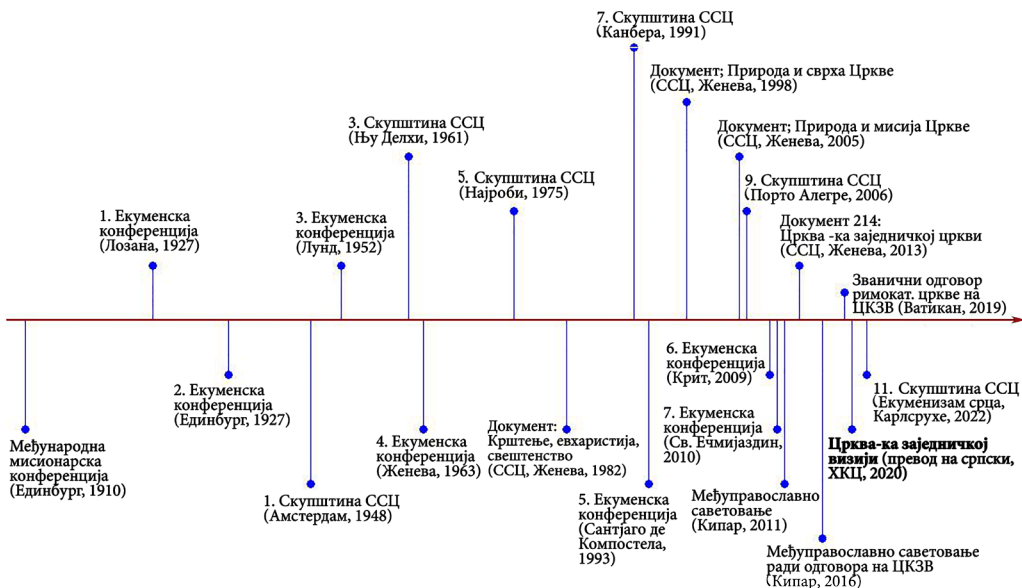 7. Скупштина ССЦ
(Канбера, 1991)
Документ; Природа и сврха Цркве
(ССЦ, Женева, 1998)
3. Скупштина ССЦ
(Њу Делхи, 1961)
Документ; Природа и мисија Цркве
(ССЦ, Женева, 2005)
5. Скупштина ССЦ
(Најроби, 1975)
9. Скупштина ССЦ
(Порто Алегре, 2006)
1. Екуменска
конференција
(Лозана, 1927)
3. Екуменска
конференција
(Лунд, 1952)
Документ 214:
Црква -ка заједничкој цркви
(ССЦ, Женева, 2013)
Званични одговор
римокат. цркве на
ЦКЗВ (Ватикан, 2019)
2. Екуменска
конференција
(Единбург, 1927)
6. Екуменска
конференција
(Крит, 2009)
11. Скупштина ССЦ
(Екуменизам срца,
Карлсрухе, 2022)
Међународна
мисионарска
конференција
(Единбург, 1910)
4. Екуменска
конференција
(Женева, 1963)
Документ:
Крштење, евхаристија,
свештенство
(ССЦ, Женева, 1982)
7. Екуменска
конференција
(Св. Ечмијаздин,
2010)
Црква-ка заједничкој
визији (превод на српски,
ХКЦ, 2020)
1. Скупштина ССЦ
(Амстердам, 1948)
5. Екуменска
конференција
(Сантјаго де
Компостела,
1993)
Међуправославно
саветовање
(Кипар, 2011)
Међуправославно саветовање
ради одговора на ЦКЗВ
(Кипар, 2016)